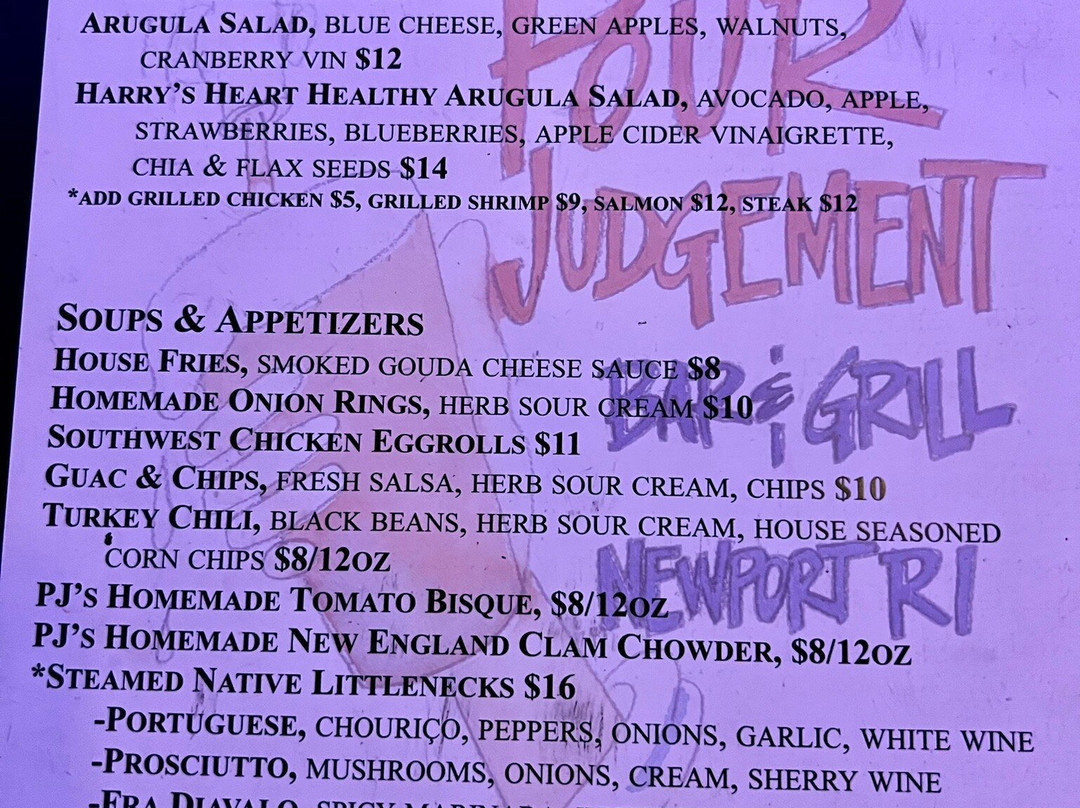 ARUGULA SALAD, BLUE CHEESE, GREEN APPLES, WALNUTS,
CRANBERRY VIN $12
HARRY'S HEART HEALTHY ARUGULA SALAD, AVOCADO, APPLE,
STRAWBERRIES, BLUEBERRIES, APPLE CIDER VINAIGRETTE,
CHIA & FLAX SEEDS $14
*ADD GRILLED CHICKEN $5, GRILLED SHRIMP $9, SALMON $12, STEAK $12
SOUPS & APPETIZERS
HOUSE FRIES, SMOKED GOUDA CHEESE SAUCE $8
HOMEMADE ONION RINGS, HERB SOUR CREAM $10
SOUTHWEST CHICKEN EGGROLLS $11
GUAC & CHIPS, FRESH SALSA, HERB SOUR CREAM, CHIPS $10
TURKEY CHILI, BLACK BEANS, HERB SOUR CREAM, HOUSE SEASONED
CORN CHIPS $8/12OZ
PJ'S HOMEMADE TOMATO BISQUE, $8/12OZ
PJ'S HOMEMADE NEW ENGLAND CLAM CHOWDER, $8/12OZ
*STEAMED NATIVE LITTLENECKS $16
-PORTUGUESE, CHOURIÇO, PEPPERS, ONIONS, GARLIC, WHITE WINE
-PROSCIUTTO, MUSHROOMS, ONIONS, CREAM, SHERRY WINE
-FRA DIAVALO, SPICY
POUR
JUDGEMENT
BAR & GRILL
NEWPORT RI